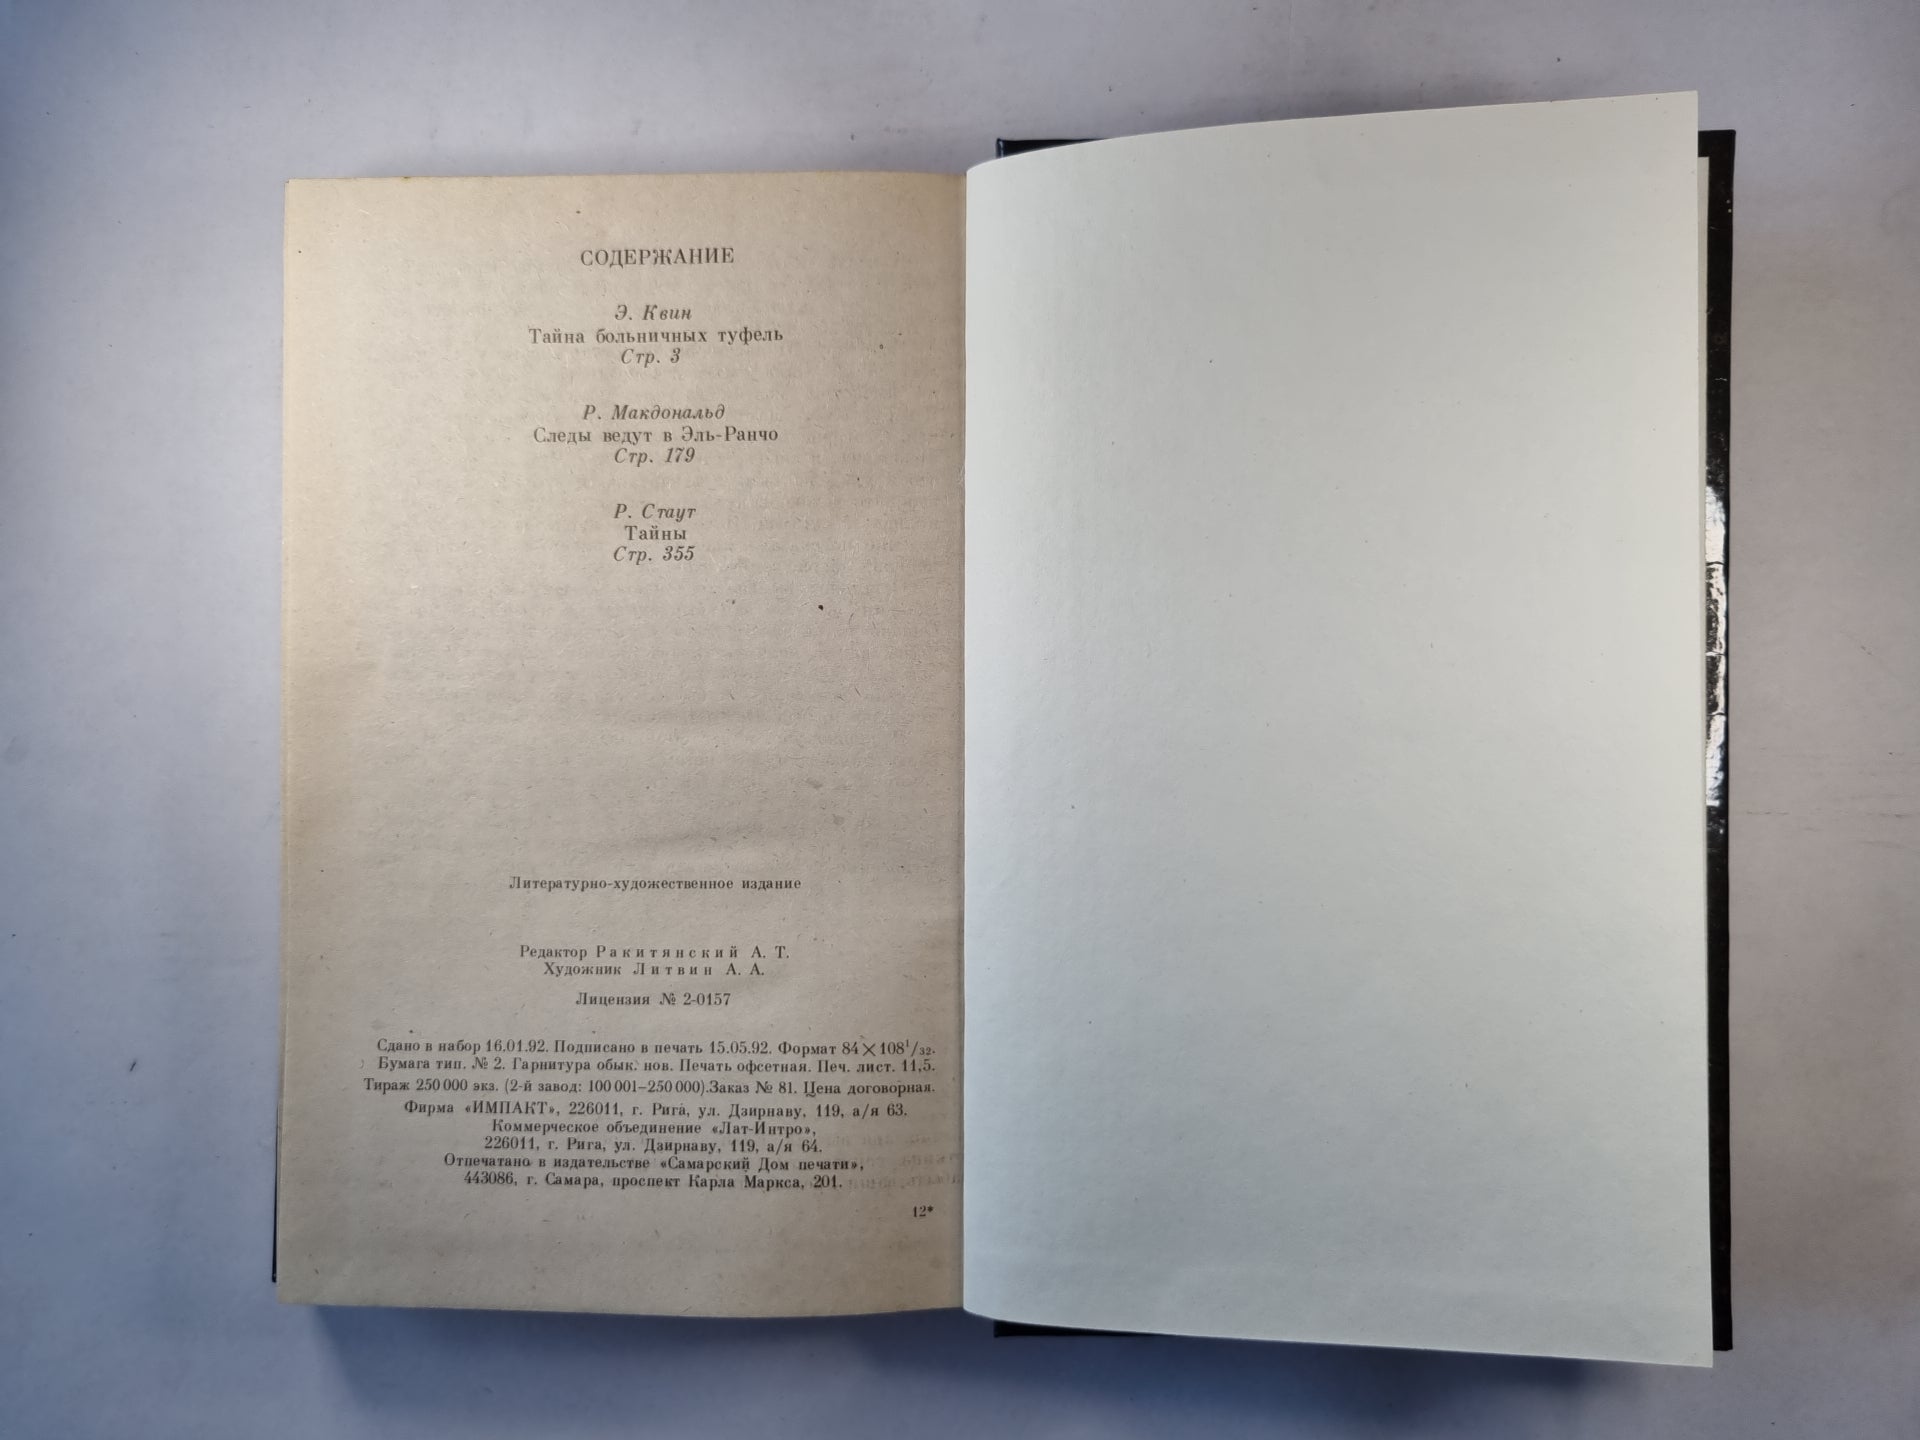 СОДЕРЖАНИЕ
Э. Квин
Тайна больничных туфель
Стр. 3
Р. Макдональд
Следы ведут в Эль-Ранчо
Стр. 179
Р. Стаут
Тайны
Стр. 355
Литературно-художественное издание
Редактор Ракитянский А. Т.
Художник Литвин А. А.
Лицензия № 2-0157
Сдано в набор 16.01.92. Подписано в печать 15.05.92. Формат 84×108¹/₃₂.
Бумага тип. № 2. Гарнитура обык. нов. Печать офсетная. Печ. лист. 11,5.
Тираж 250 000 экз. (2-й завод: 100 001–250 000). Заказ № 81. Цена договорная.
Фирма «ИМПАКТ», 226011, г. Рига, ул. Дзирнаву, 119, а/я 63.
Коммерческое объединение «Лат-Интро»,
226011, г. Рига, ул. Дзирнаву, 119, а/я 64.
Отпечатано в издательстве «Самарский Дом печати»,
443086, г. Самара, проспект Карла Маркса, 201.
12*